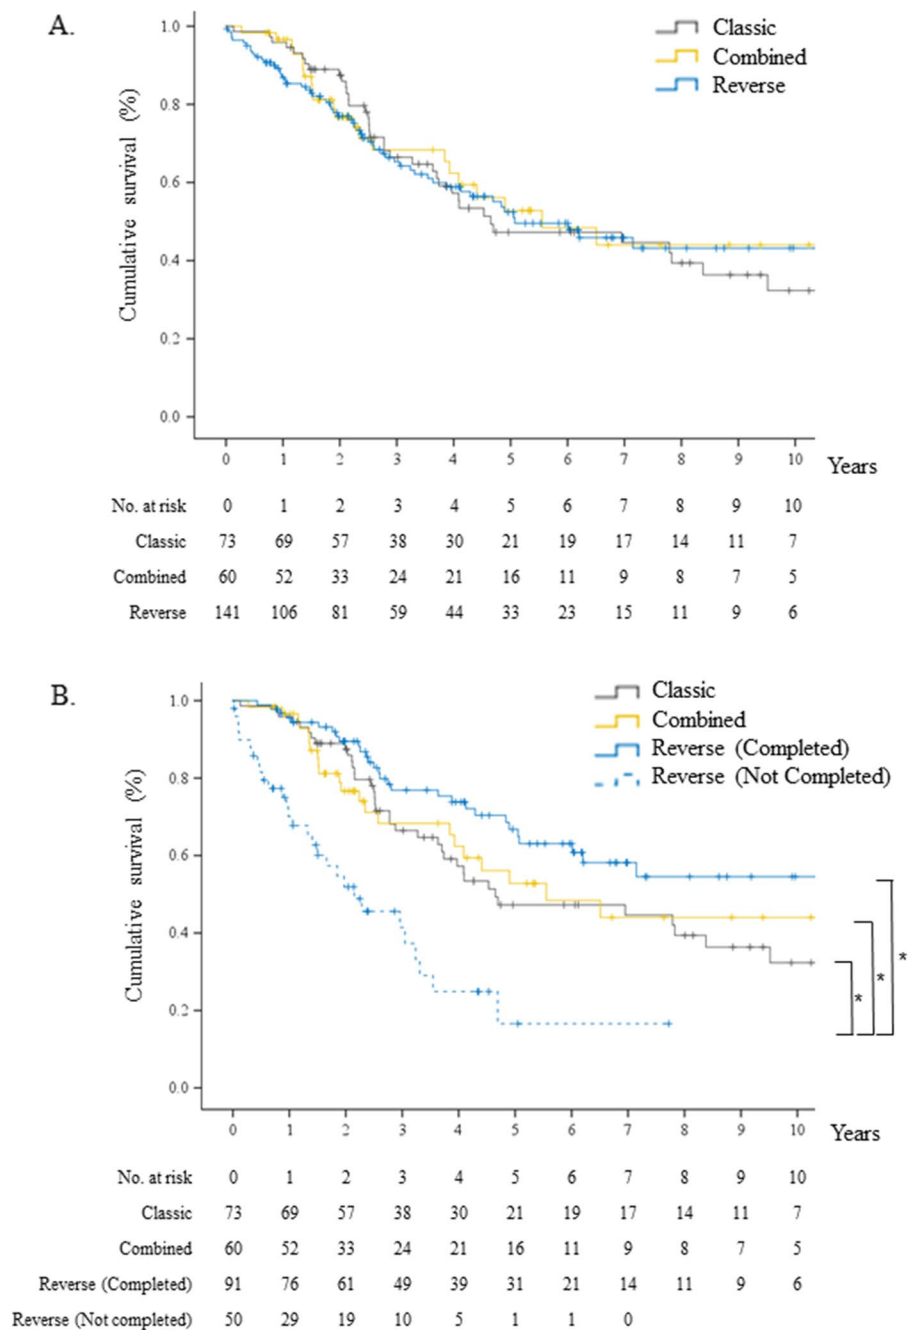 A.
Classic
Combined
Reverse
Cumulative survival (%)
1.0
0.8
0.6
0.4
0.2
0.0
0 1 2 3 4 5 6 7 8 9 10
Years
No. at risk 0 1 2 3 4 5 6 7 8 9 10
Classic 73 69 57 38 30 21 19 17 14 11 7
Combined 60 52 33 24 21 16 11 9 8 7 5
Reverse 141 106 81 59 44 33 23 15 11 9 6
B.
Classic
Combined
Reverse (Completed)
Reverse (Not Completed)
Cumulative survival (%)
1.0
0.8
0.6
0.4
0.2
0.0
* * *
0 1 2 3 4 5 6 7 8 9 10
Years
No. at risk 0 1 2 3 4 5 6 7 8 9 10
Classic 73 69 57 38 30 21 19 17 14 11 7
Combined 60 52 33 24 21 16 11 9 8 7 5
Reverse (Completed) 91 76 61 49 39 31 21 14 11 9 6
Reverse (Not completed) 50 29 19 10 5 1 1 0